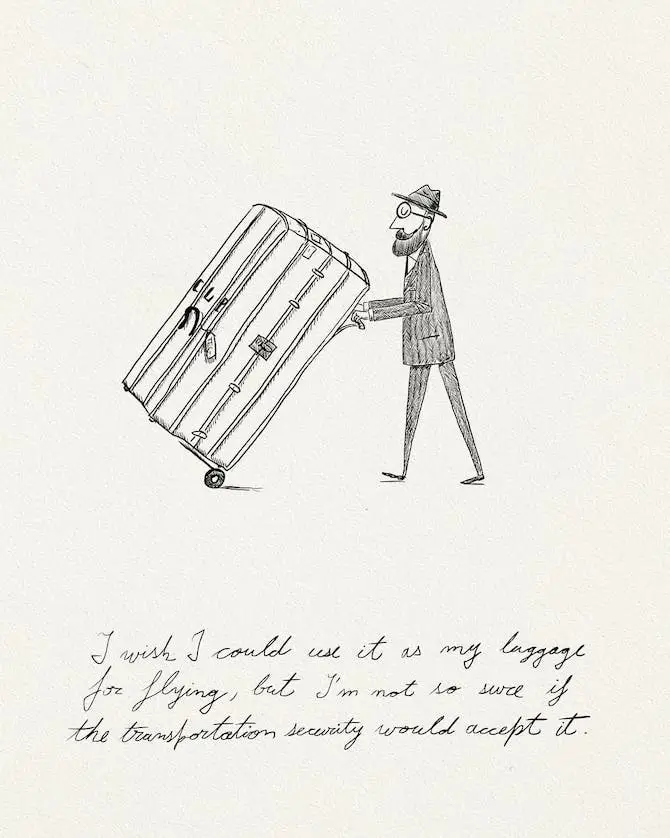 I wish I could use it as my luggage
for flying, but I'm not so sure if
the transportation security would accept it.